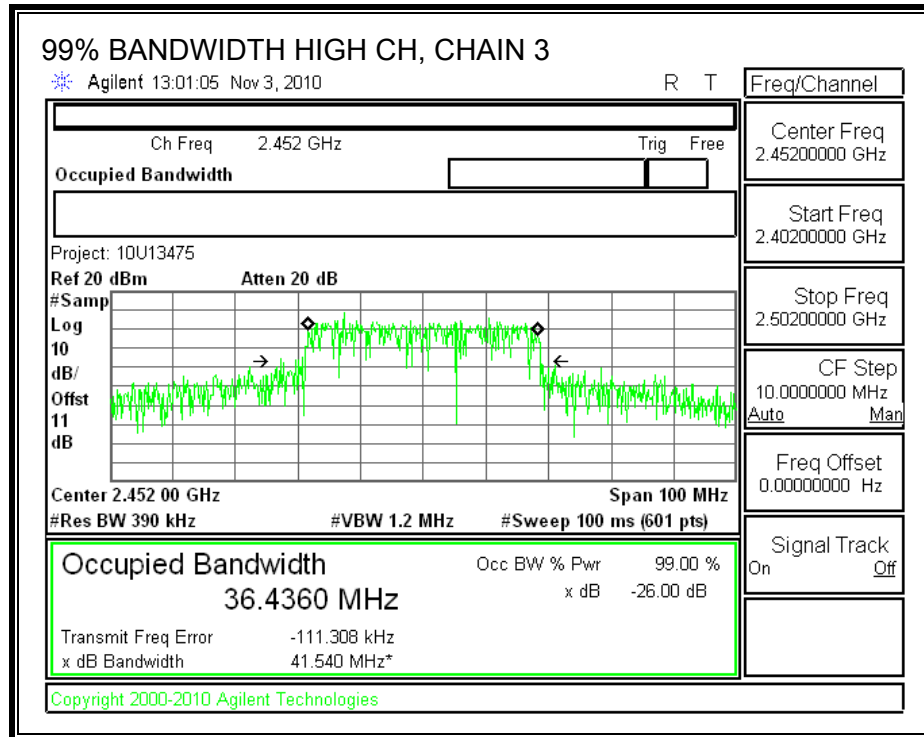 99% BANDWIDTH HIGH CH, CHAIN 3
Agilent 13:01:05 Nov 3, 2010 R T
Ch Freq 2.452 GHz Trig Free
Occupied Bandwidth
Project: 10U13475
Ref 20 dBm Atten 20 dB
#Samp
Log
10
dB/
Offst
11
dB
Center 2.452 00 GHz Span 100 MHz
#Res BW 390 kHz #VBW 1.2 MHz #Sweep 100 ms (601 pts)
Occupied Bandwidth Occ BW % Pwr 99.00 %
36.4360 MHz x dB -26.00 dB
Transmit Freq Error -111.308 kHz
x dB Bandwidth 41.540 MHz*
Copyright 2000-2010 Agilent Technologies
Freq/Channel
Center Freq
2.45200000 GHz
Start Freq
2.40200000 GHz
Stop Freq
2.50200000 GHz
CF Step
10.0000000 MHz
Auto Man
Freq Offset
0.00000000 Hz
Signal Track
On Off